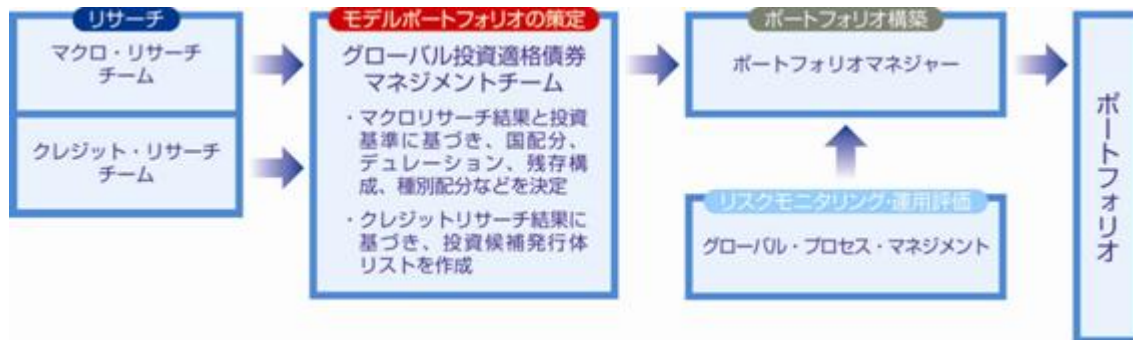 リサーチ
マクロ・リサーチ
チーム
クレジット・リサーチ
チーム
モデルポートフォリオの策定
グローバル投資適格債券
マネジメントチーム
・マクロリサーチ結果と投資
基準に基づき、国配分、
デュレーション、残存構
成、種別配分などを決定
・クレジットリサーチ結果に
基づき、投資候補発行体
リストを作成
ポートフォリオ構築
ポートフォリオマネジャー
リスクモニタリング・運用評価
グローバル・プロセス・マネジメント
ポートフォリオ